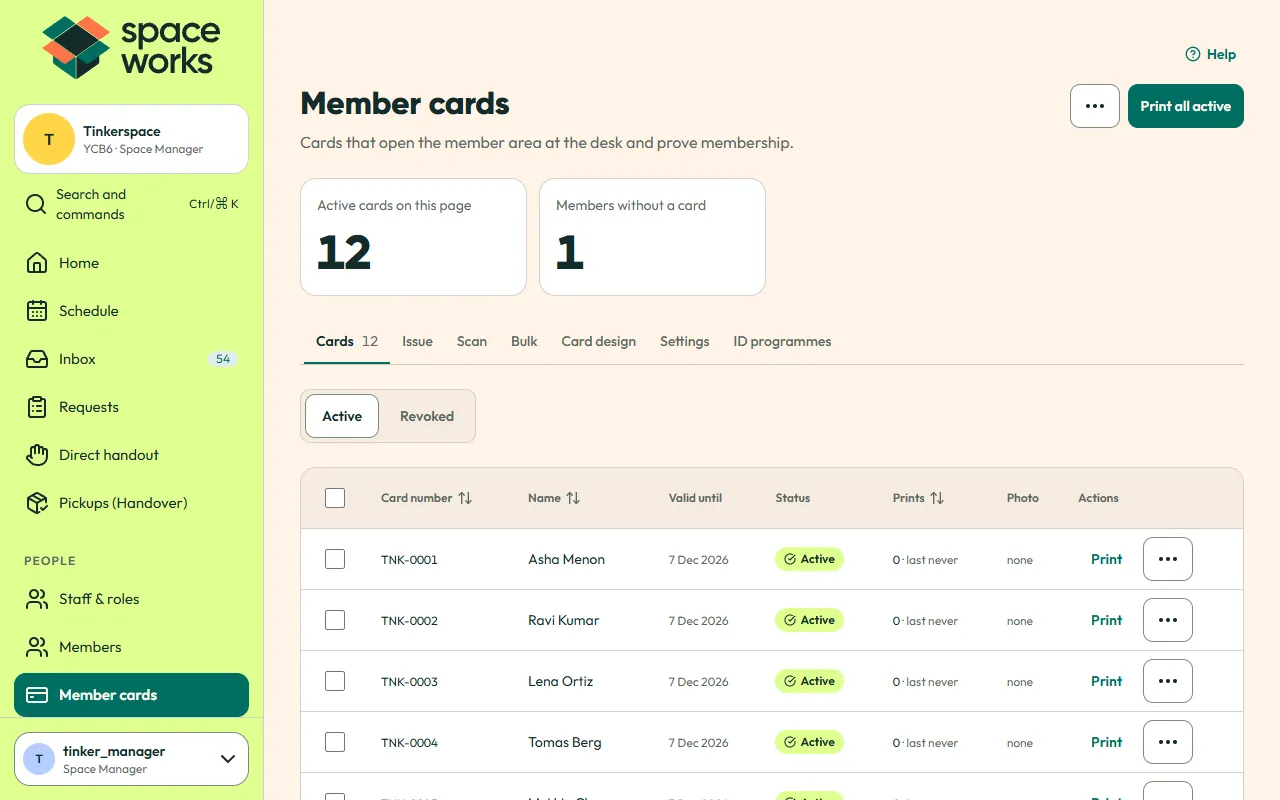 space
works
Tinkerspace
YCB6 · Space Manager
Search and
commands
Ctrl/⌘ K
Home
Schedule
Inbox 54
Requests
Direct handout
Pickups (Handover)
PEOPLE
Staff & roles
Members
Member cards
T
tinker_manager
Space Manager
T
Help
Member cards
Print all active
Cards that open the member area at the desk and prove membership.
Active cards on this page
12
Members without a card
1
Cards 12 Issue Scan Bulk Card design Settings ID programmes
Active Revoked
Card number Name Valid until Status Prints Photo Actions
TNK-0001 Asha Menon 7 Dec 2026 Active 0 · last never none Print
TNK-0002 Ravi Kumar 7 Dec 2026 Active 0 · last never none Print
TNK-0003 Lena Ortiz 7 Dec 2026 Active 0 · last never none Print
TNK-0004 Tomas Berg 7 Dec 2026 Active 0 · last never none Print